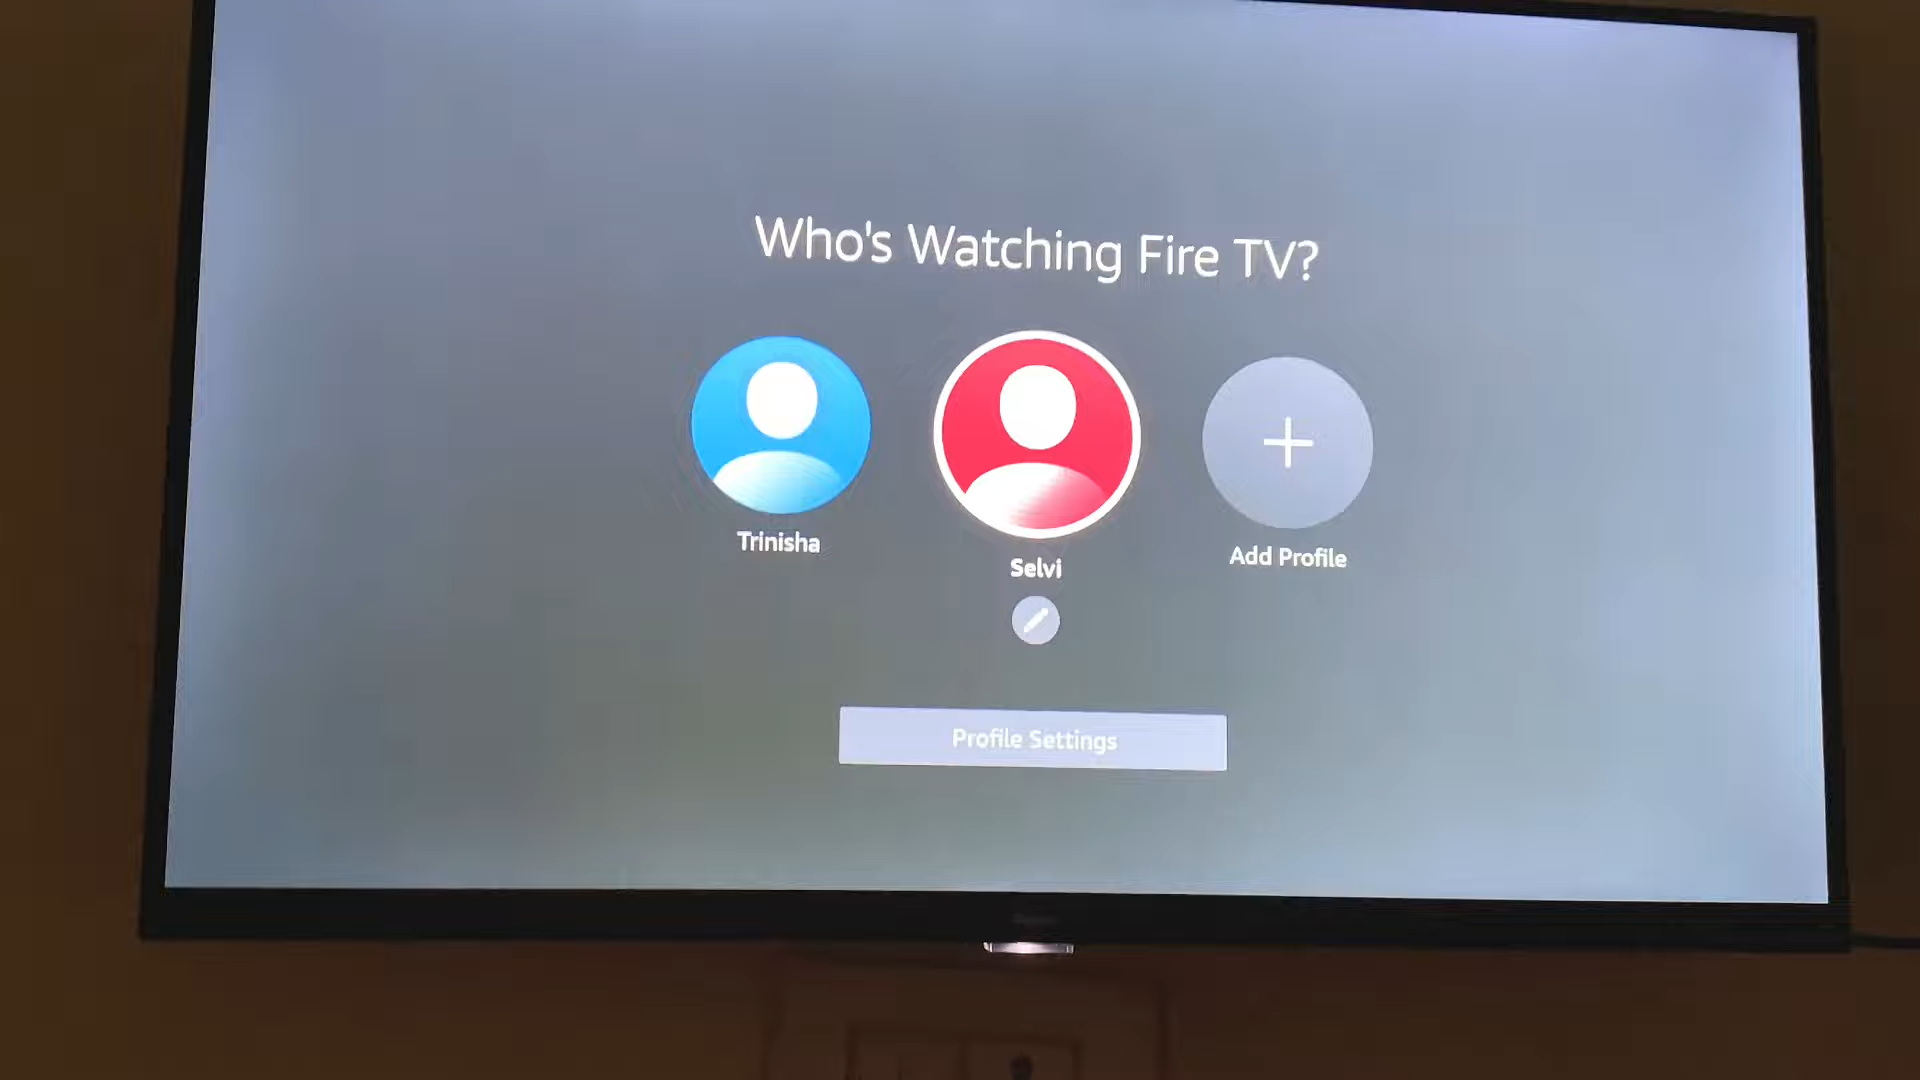 Who's Watching Fire TV?
Trinisha
Selvi
Add Profile
Profile Settings